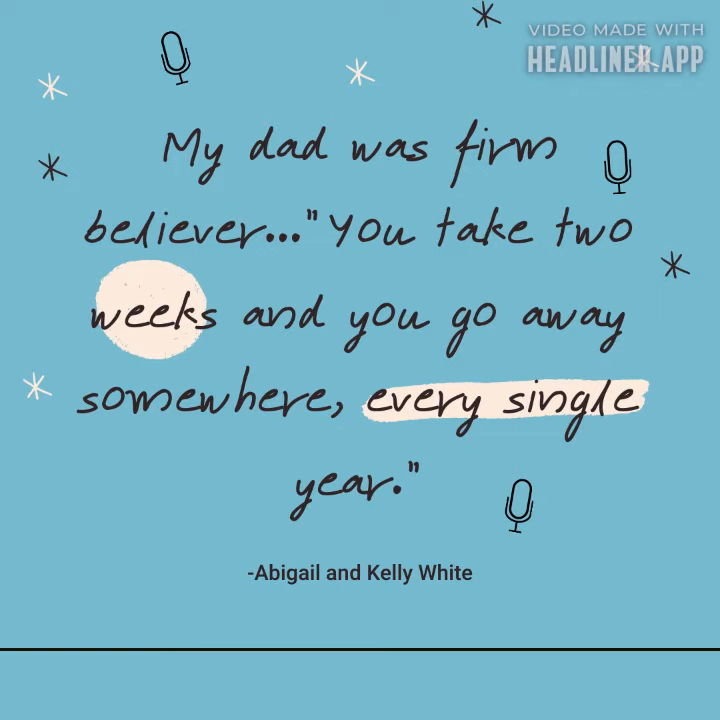 VIDEO MADE WITH
HEADLINER.APP
My dad was firm
believer..." You take two
weeks and you go away
somewhere, every single
year."
-Abigail and Kelly White